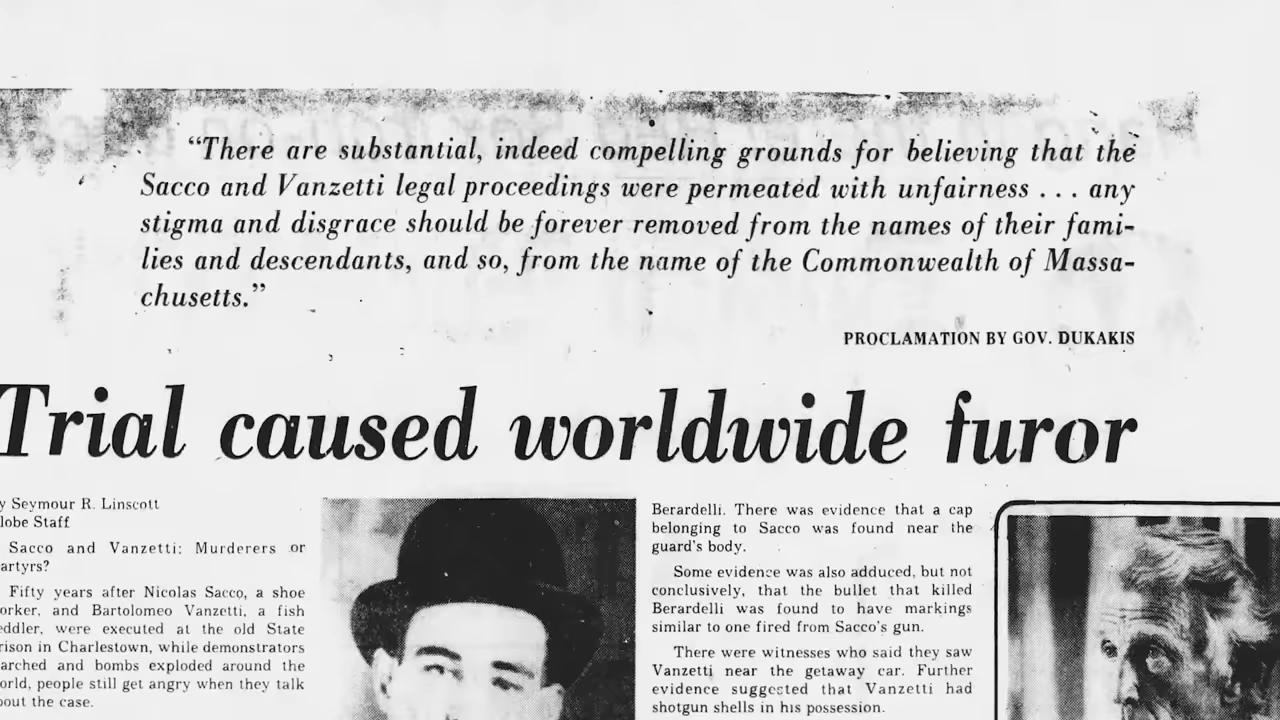 “There are substantial, indeed compelling grounds for believing that the
Sacco and Vanzetti legal proceedings were permeated with unfairness . . . any
stigma and disgrace should be forever removed from the names of their fami-
lies and descendants, and so, from the name of the Commonwealth of Massa-
chusetts.”
PROCLAMATION BY GOV. DUKAKIS
Trial caused worldwide furor
y Seymour R. Linscott
lobe Staff
Sacco and Vanzetti: Murderers or
artyrs?
Fifty years after Nicolas Sacco, a shoe
orker, and Bartolomeo Vanzetti, a fish
eddler, were executed at the old State
rison in Charlestown, while demonstrators
arched and bombs exploded around the
orld, people still get angry when they talk
bout the case.
Berardelli. There was evidence that a cap
belonging to Sacco was found near the
guard's body.
Some evidence was also adduced, but not
conclusively, that the bullet that killed
Berardelli was found to have markings
similar to one fired from Sacco's gun.
There were witnesses who said they saw
Vanzetti near the getaway car. Further
evidence suggested that Vanzetti had
shotgun shells in his possession.